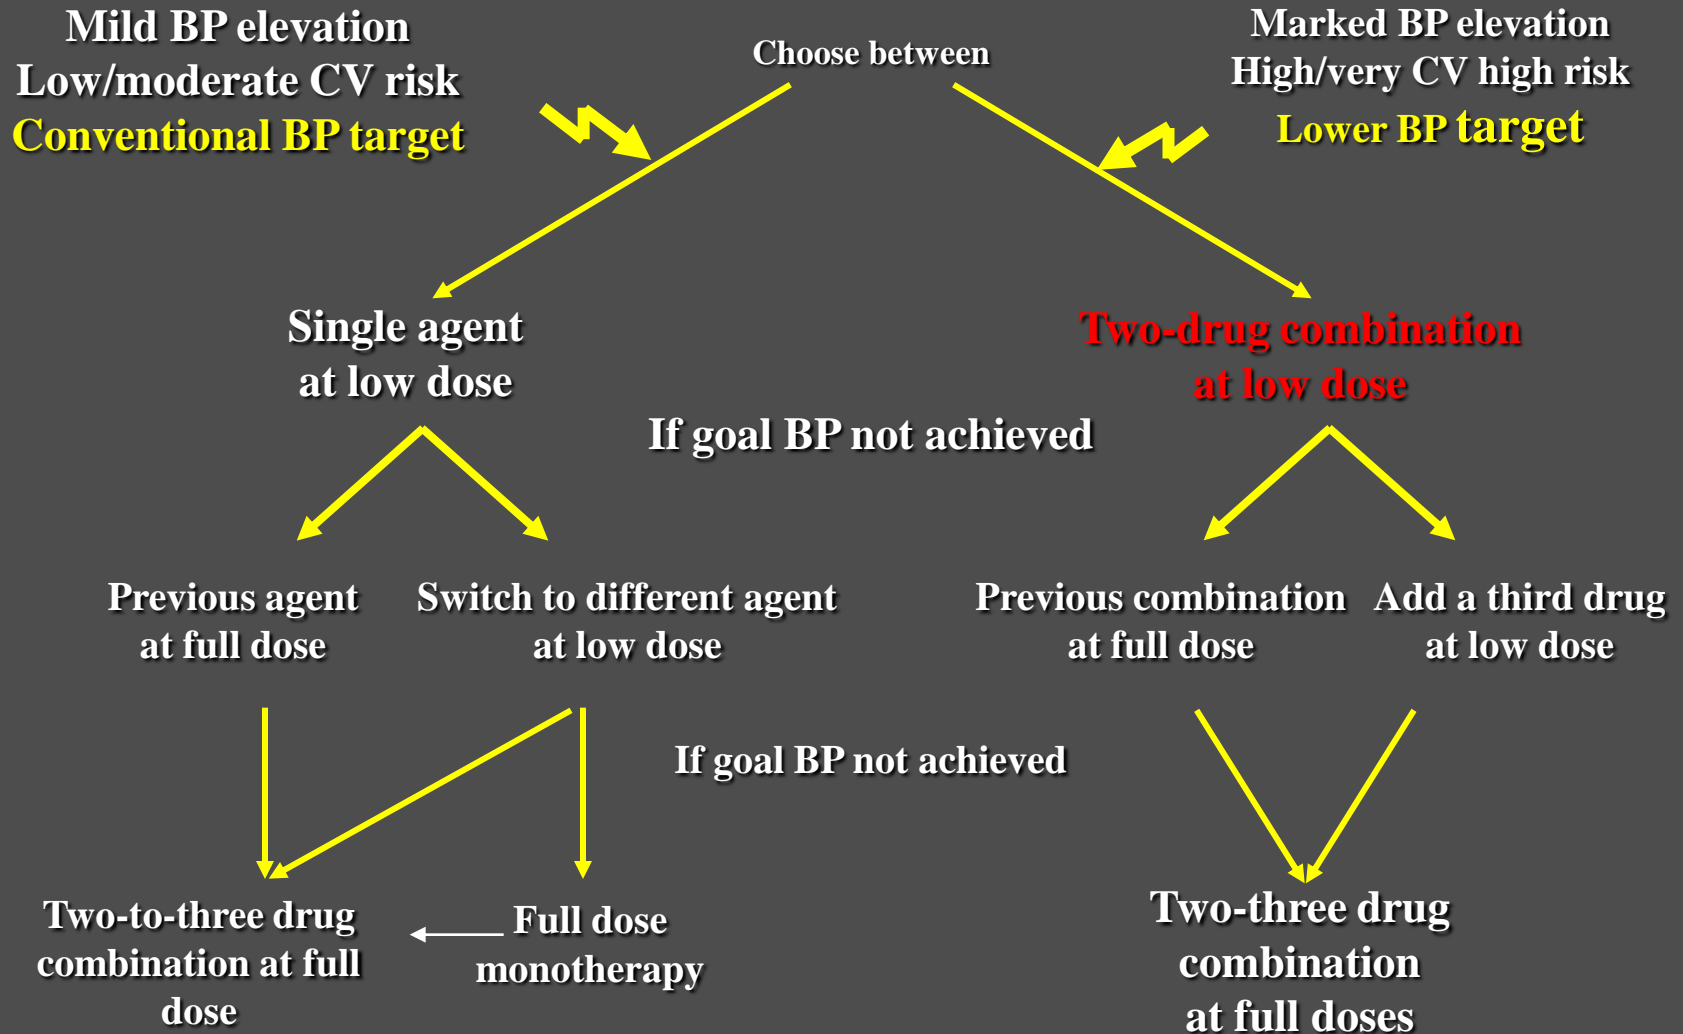 Mild BP elevation
Low/moderate CV risk
Conventional BP target
Choose between
Marked BP elevation
High/very CV high risk
Lower BP target
Single agent
at low dose
Two-drug combination
at low dose
If goal BP not achieved
Previous agent
at full dose
Switch to different agent
at low dose
Previous combination
at full dose
Add a third drug
at low dose
If goal BP not achieved
Two-to-three drug
combination at full
dose
Full dose
monotherapy
Two-three drug
combination
at full doses